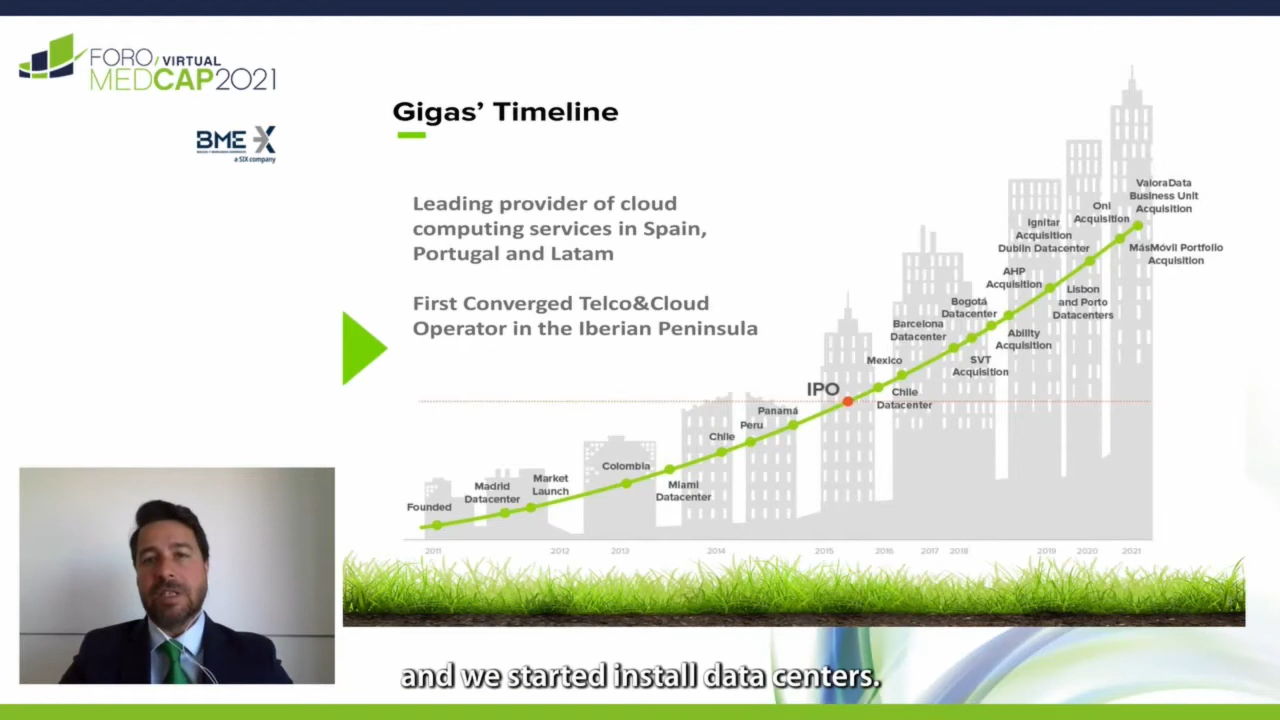 FORO VIRTUAL
MEDCAP2021
BME X
a SIX company
Gigas’ Timeline
Leading provider of cloud
computing services in Spain,
Portugal and Latam
First Converged Telco&Cloud
Operator in the Iberian Peninsula
Founded
Madrid
Datacenter
Market
Launch
Colombia
Miami
Datacenter
Chile
Peru
Panamá
IPO
Mexico
Chile
Datacenter
Barcelona
Datacenter
Bogotá
Datacenter
SVT
Acquisition
AHP
Acquisition
Ability
Acquisition
Ignitar
Acquisition
Dublin Datacenter
Lisbon
and Porto
Datacenters
Oni
Acquisition
ValoraData
Business Unit
Acquisition
MásMóvil Portfolio
Acquisition
2011 2012 2013 2014 2015 2016 2017 2018 2019 2020 2021
and we started install data centers.